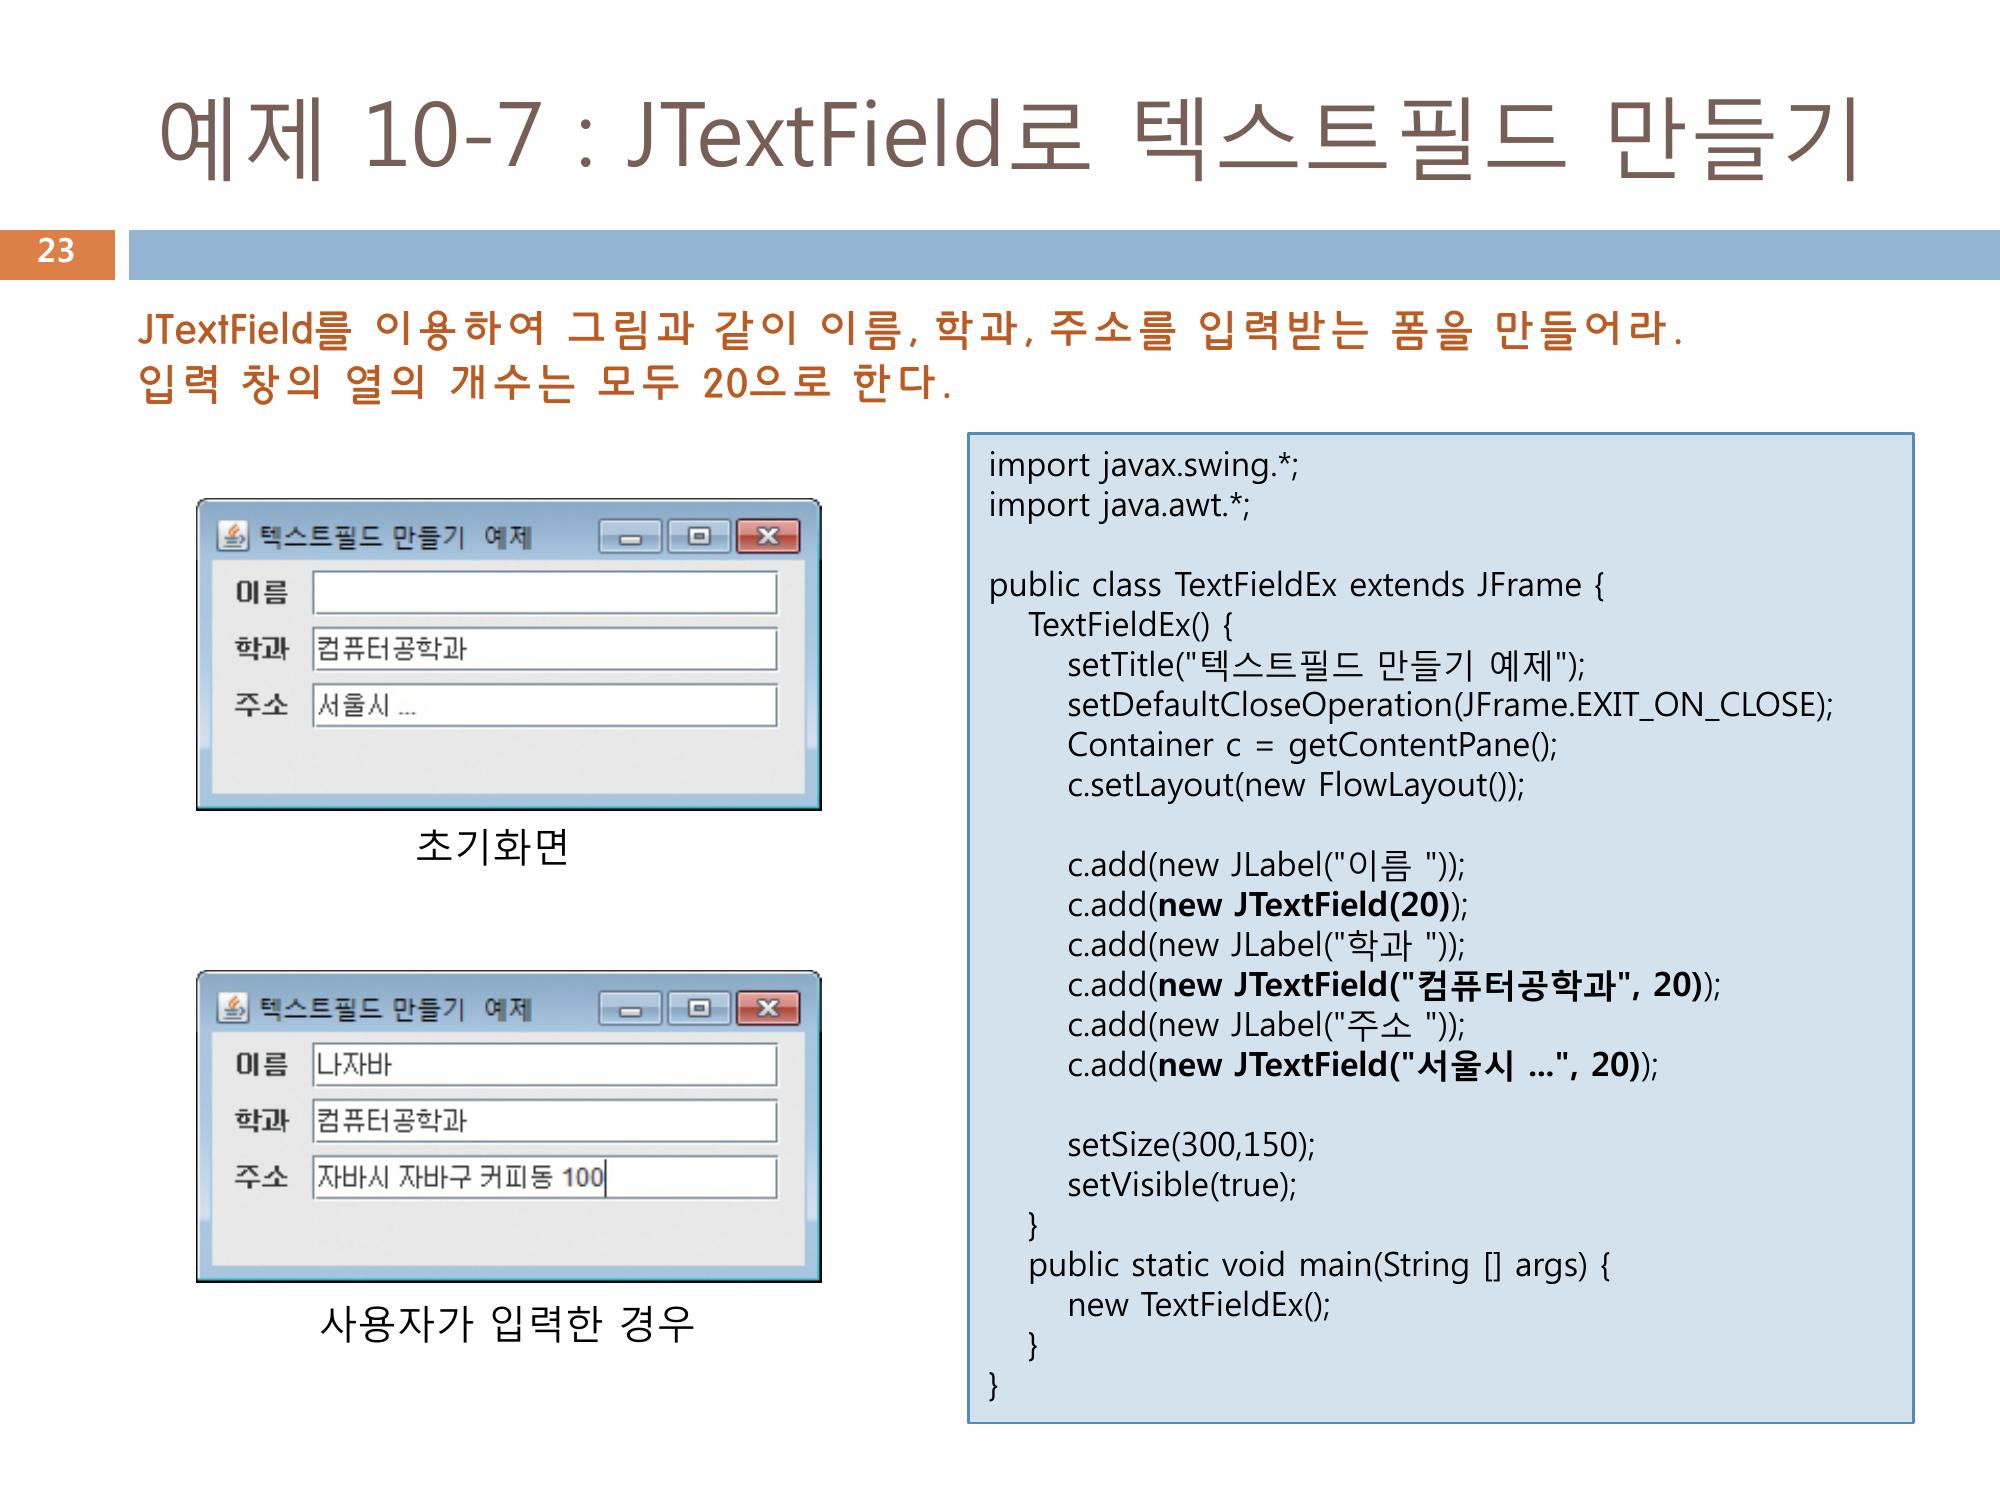 예제 10-7 : JTextField로 텍스트필드 만들기
23
JTextField를 이용하여 그림과 같이 이름, 학과, 주소를 입력받는 폼을 만들어라.
입력 창의 열의 개수는 모두 20으로 한다.
텍스트필드 만들기 예제
이름
학과 컴퓨터공학과
주소 서울시 ...
초기화면
텍스트필드 만들기 예제
이름 나자바
학과 컴퓨터공학과
주소 자바시 자바구 커피동 100
사용자가 입력한 경우
import javax.swing.*;
import java.awt.*;
public class TextFieldEx extends JFrame {
TextFieldEx() {
setTitle("텍스트필드 만들기 예제");
setDefaultCloseOperation(JFrame.EXIT_ON_CLOSE);
Container c = getContentPane();
c.setLayout(new FlowLayout());
c.add(new JLabel("이름 "));
c.add(new JTextField(20));
c.add(new JLabel("학과 "));
c.add(new JTextField("컴퓨터공학과", 20));
c.add(new JLabel("주소 "));
c.add(new JTextField("서울시 ...", 20));
setSize(300,150);
setVisible(true);
}
public static void main(String [] args) {
new TextFieldEx();
}
}